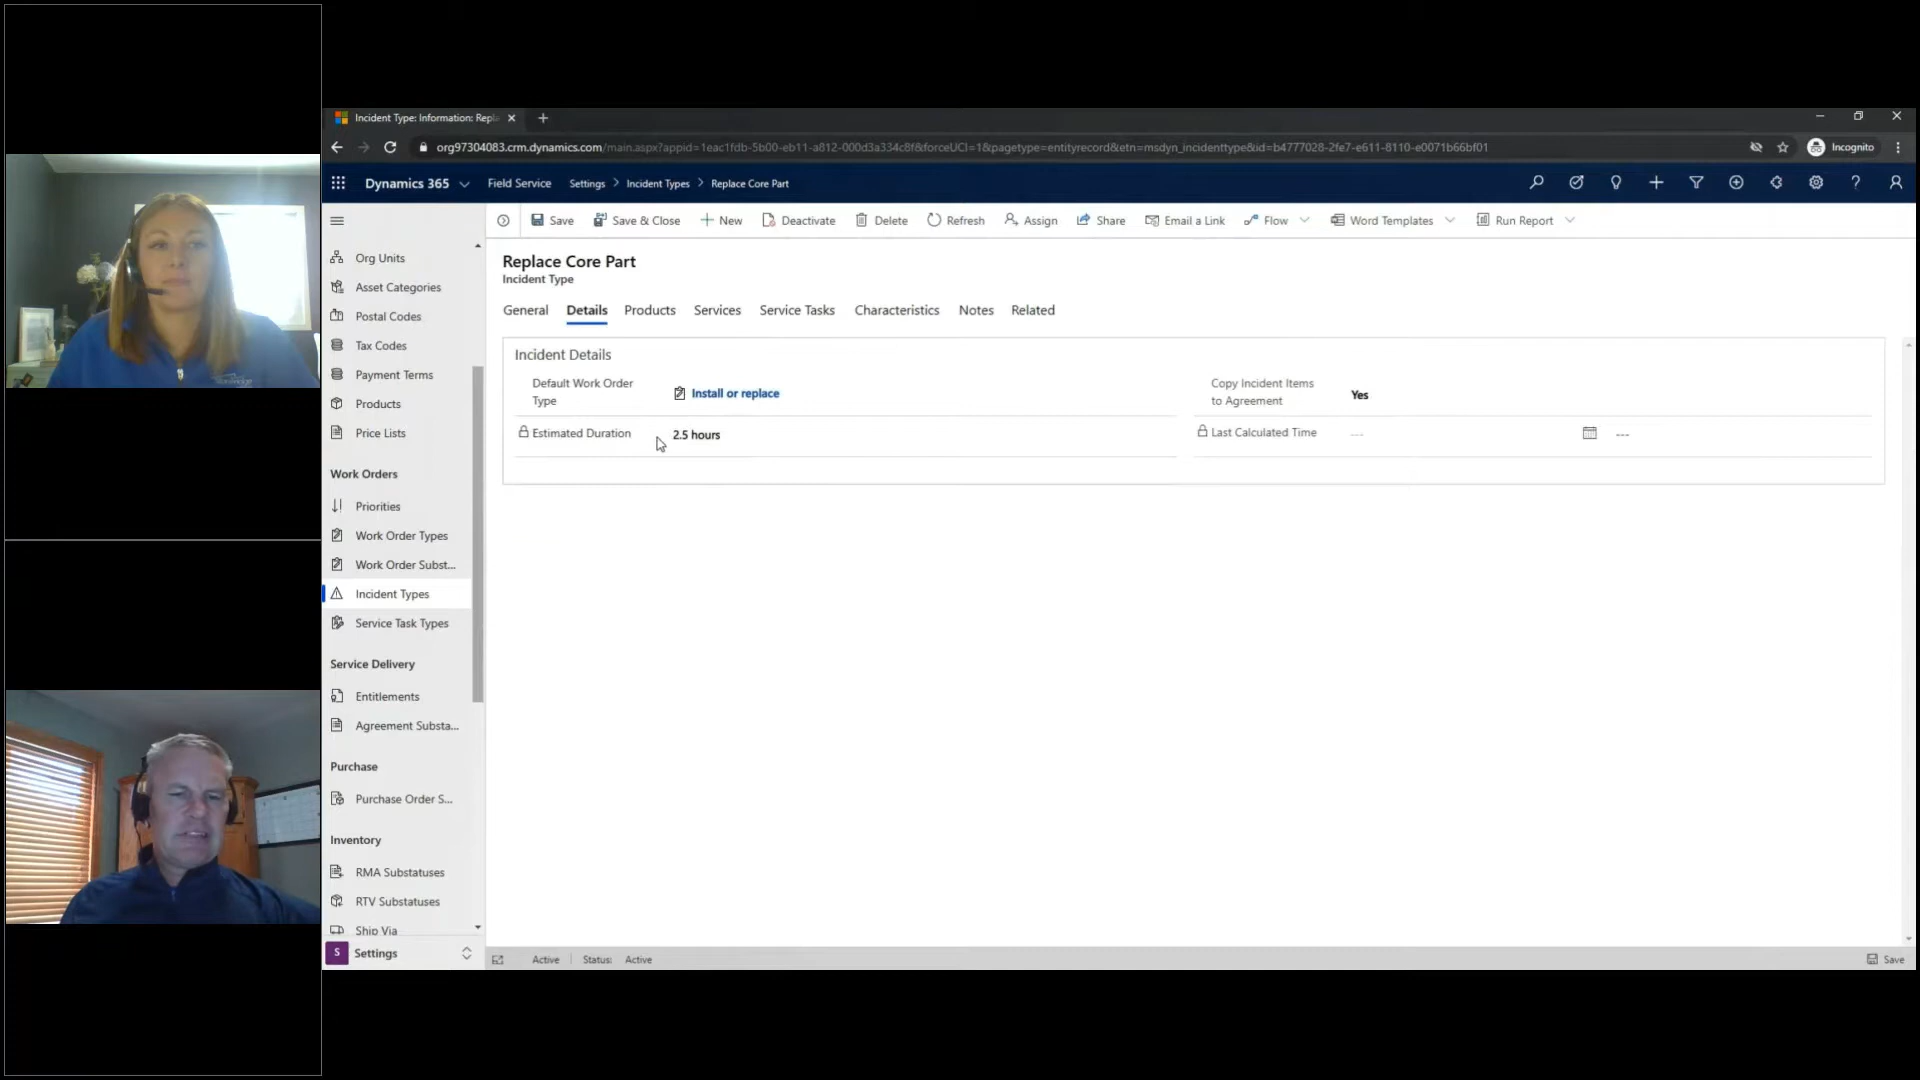 Incident Type: Information: Repl
org97304083.crm.dynamics.com/main.aspx?appid=1eac1fdb-5b00-eb11-a812-000d3a334c8f&forceUCI=1&pagetype=entityrecord&etn=msdyn_incidenttype&id=b4777028-2fe7-e611-8110-e0071b66bf01
Incognito
Dynamics 365
Field Service
Settings > Incident Types > Replace Core Part
Save
Save & Close
New
Deactivate
Delete
Refresh
Assign
Share
Email a Link
Flow
Word Templates
Run Report
Org Units
Asset Categories
Postal Codes
Tax Codes
Payment Terms
Products
Price Lists
Work Orders
Priorities
Work Order Types
Work Order Subst...
Incident Types
Service Task Types
Service Delivery
Entitlements
Agreement Substa...
Purchase
Purchase Order S...
Inventory
RMA Substatuses
RTV Substatuses
Ship Via
S Settings
Replace Core Part
Incident Type
General Details Products Services Service Tasks Characteristics Notes Related
Incident Details
Default Work Order
Type
Install or replace
Copy Incident Items
to Agreement
Yes
Estimated Duration
2.5 hours
Last Calculated Time
---
---
Active
Status: Active
Save